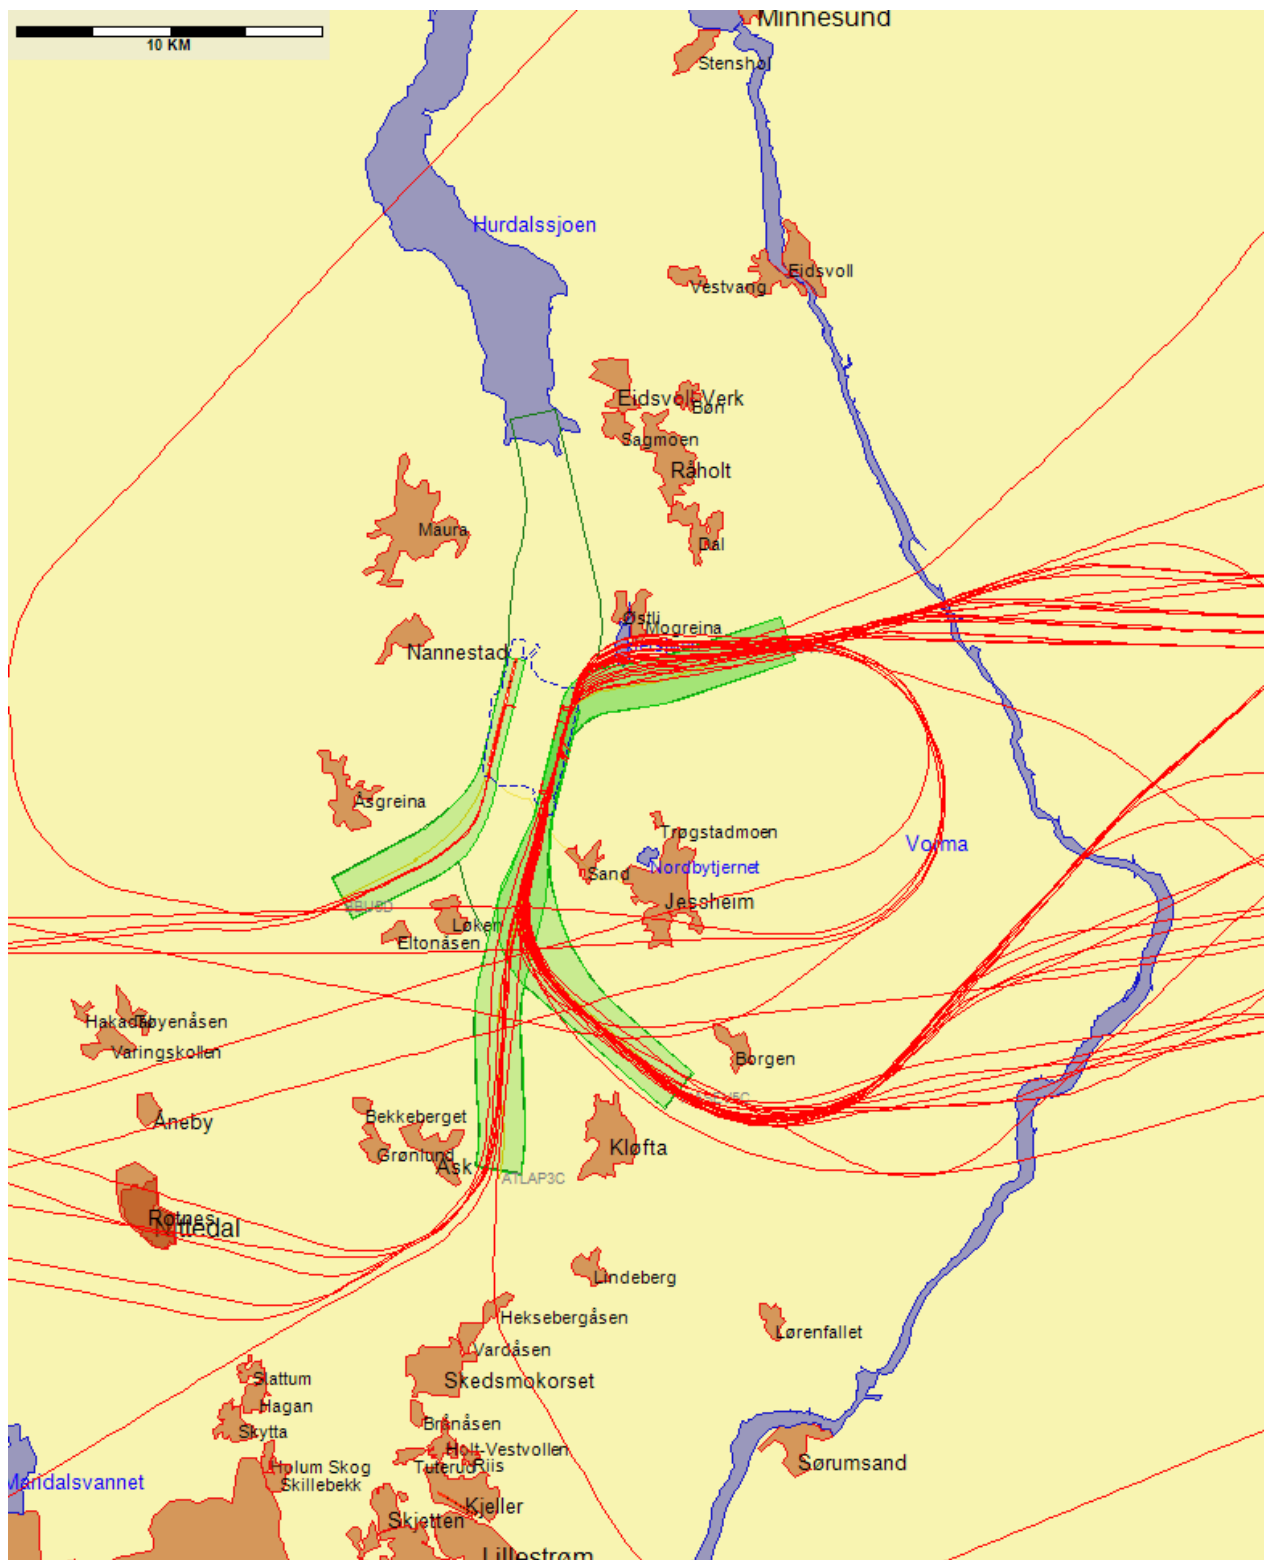 Minnesund
10 KM
Stenshol
Hurdalssjoen
Eidsvoll
Vestvang
Eidsvoll Verk
Bøn
Sagmoen
Råholt
Maura
Dal
Østli
Mogreina
Nannestad
Åsgreina
Trøgstadmoen
Vorma
Nordbytjernet
Sand
Jessheim
Løken
Eltonåsen
Hakadal
Tøyenåsen
Varingskollen
Borgen
Åneby
Bekkeberget
Grønlund
Ask
Kløfta
ATLAP3C
Rotnes
Nittedal
Lindeberg
Heksebergåsen
Lørenfallet
Vardåsen
Slattum
Skedsmokorset
Hagan
Brånåsen
Skytta
Holt-Vestvollen
Holum Skog
Tuterud
Riis
Sørumsand
Skillebekk
Mandalsvannet
Kjeller
Skjetten
Lillestrøm